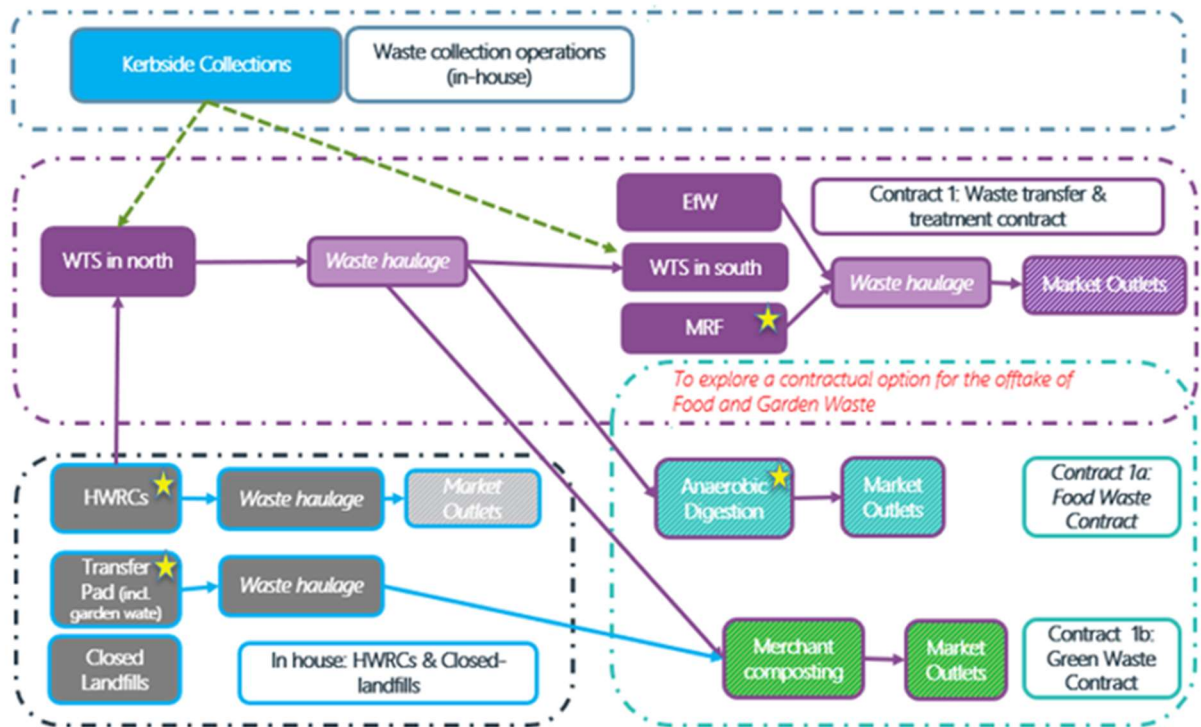 Kerbside Collections
Waste collection operations
(in-house)
EfW
Contract 1: Waste transfer &
treatment contract
WTS in north
Waste haulage
WTS in south
Waste haulage
Market Outlets
MRF
To explore a contractual option for the offtake of
Food and Garden Waste
HWRCs
Waste haulage
Market
Outlets
Anaerobic
Digestion
Market
Outlets
Contract 1a:
Food Waste
Contract
Transfer
Pad (incl.
garden wate)
Waste haulage
Closed
Landfills
In house: HWRCs & Closed-
landfills
Merchant
composting
Market
Outlets
Contract 1b:
Green Waste
Contract